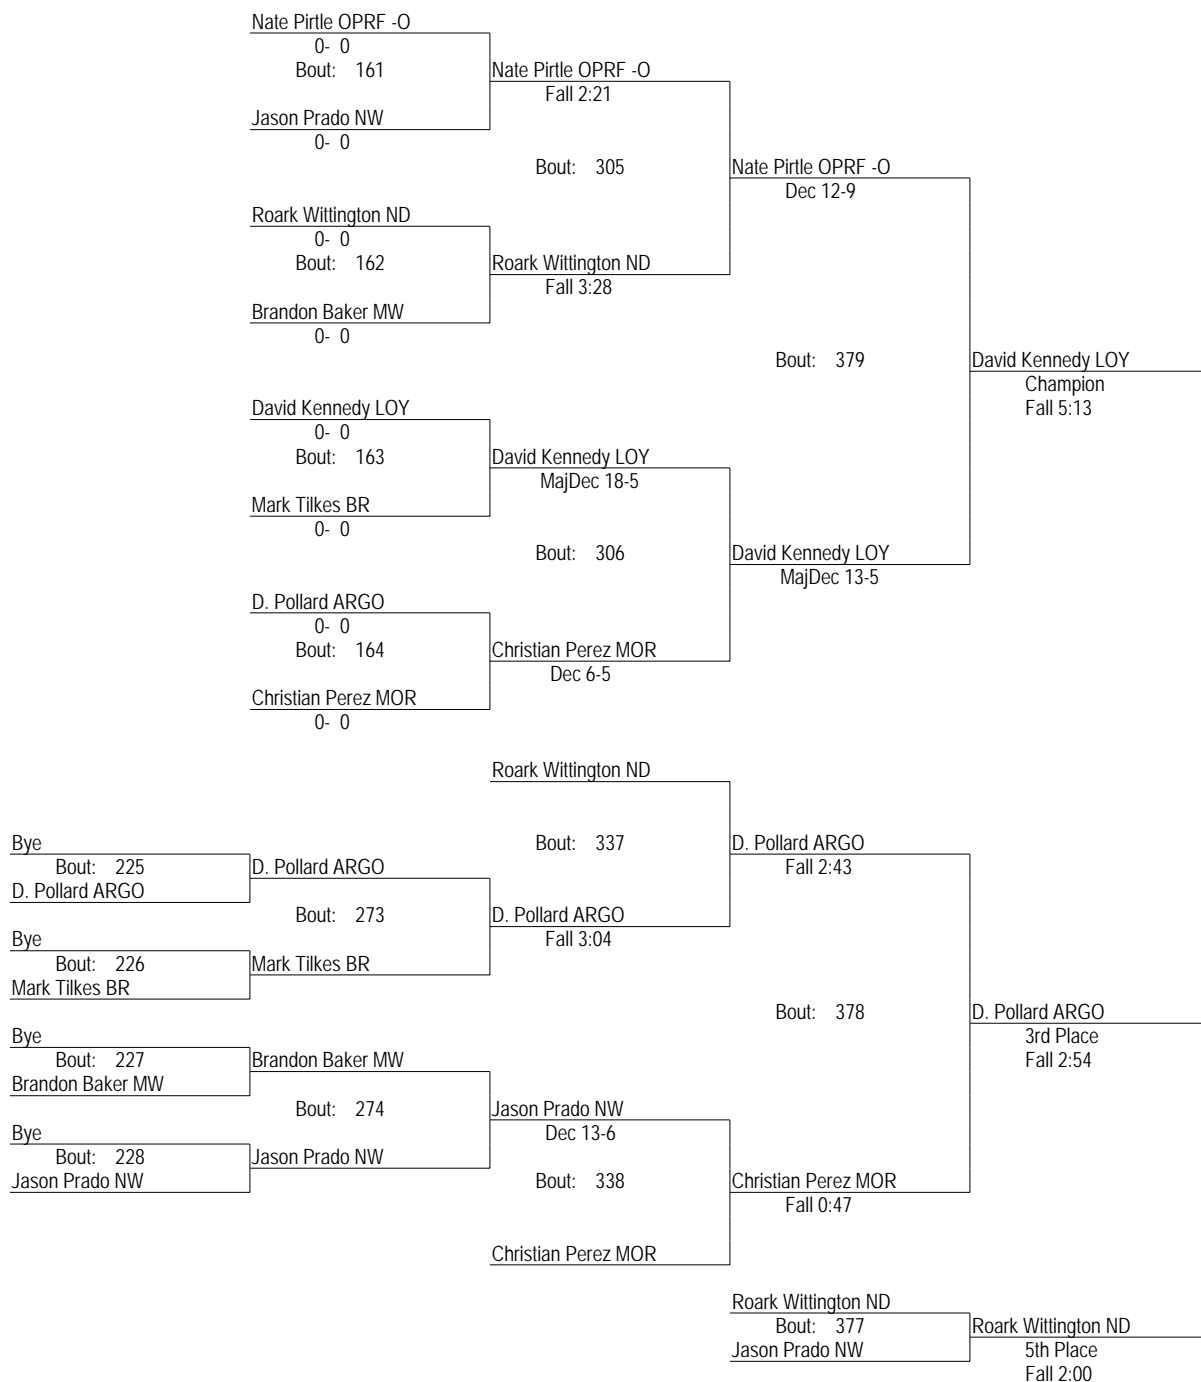 Nate Pirtle OPRF -O
0- 0
Bout: 161
Nate Pirtle OPRF -O
Fall 2:21
Jason Prado NW
0- 0
Bout: 305
Nate Pirtle OPRF -O
Dec 12-9
Roark Wittington ND
0- 0
Bout: 162
Roark Wittington ND
Fall 3:28
Brandon Baker MW
0- 0
Bout: 379
David Kennedy LOY
Champion
Fall 5:13
David Kennedy LOY
0- 0
Bout: 163
David Kennedy LOY
MajDec 18-5
Mark Tilkes BR
0- 0
Bout: 306
David Kennedy LOY
MajDec 13-5
D. Pollard ARGO
0- 0
Bout: 164
Christian Perez MOR
Dec 6-5
Christian Perez MOR
0- 0
Roark Wittington ND
Bout: 337
D. Pollard ARGO
Fall 2:43
Bye
Bout: 225
D. Pollard ARGO
D. Pollard ARGO
Bout: 273
D. Pollard ARGO
Fall 3:04
Bye
Bout: 226
Mark Tilkes BR
Mark Tilkes BR
Bout: 378
D. Pollard ARGO
3rd Place
Fall 2:54
Bye
Bout: 227
Brandon Baker MW
Brandon Baker MW
Bout: 274
Jason Prado NW
Dec 13-6
Bye
Bout: 228
Jason Prado NW
Jason Prado NW
Bout: 338
Christian Perez MOR
Fall 0:47
Christian Perez MOR
Roark Wittington ND
Bout: 377
Jason Prado NW
Roark Wittington ND
5th Place
Fall 2:00